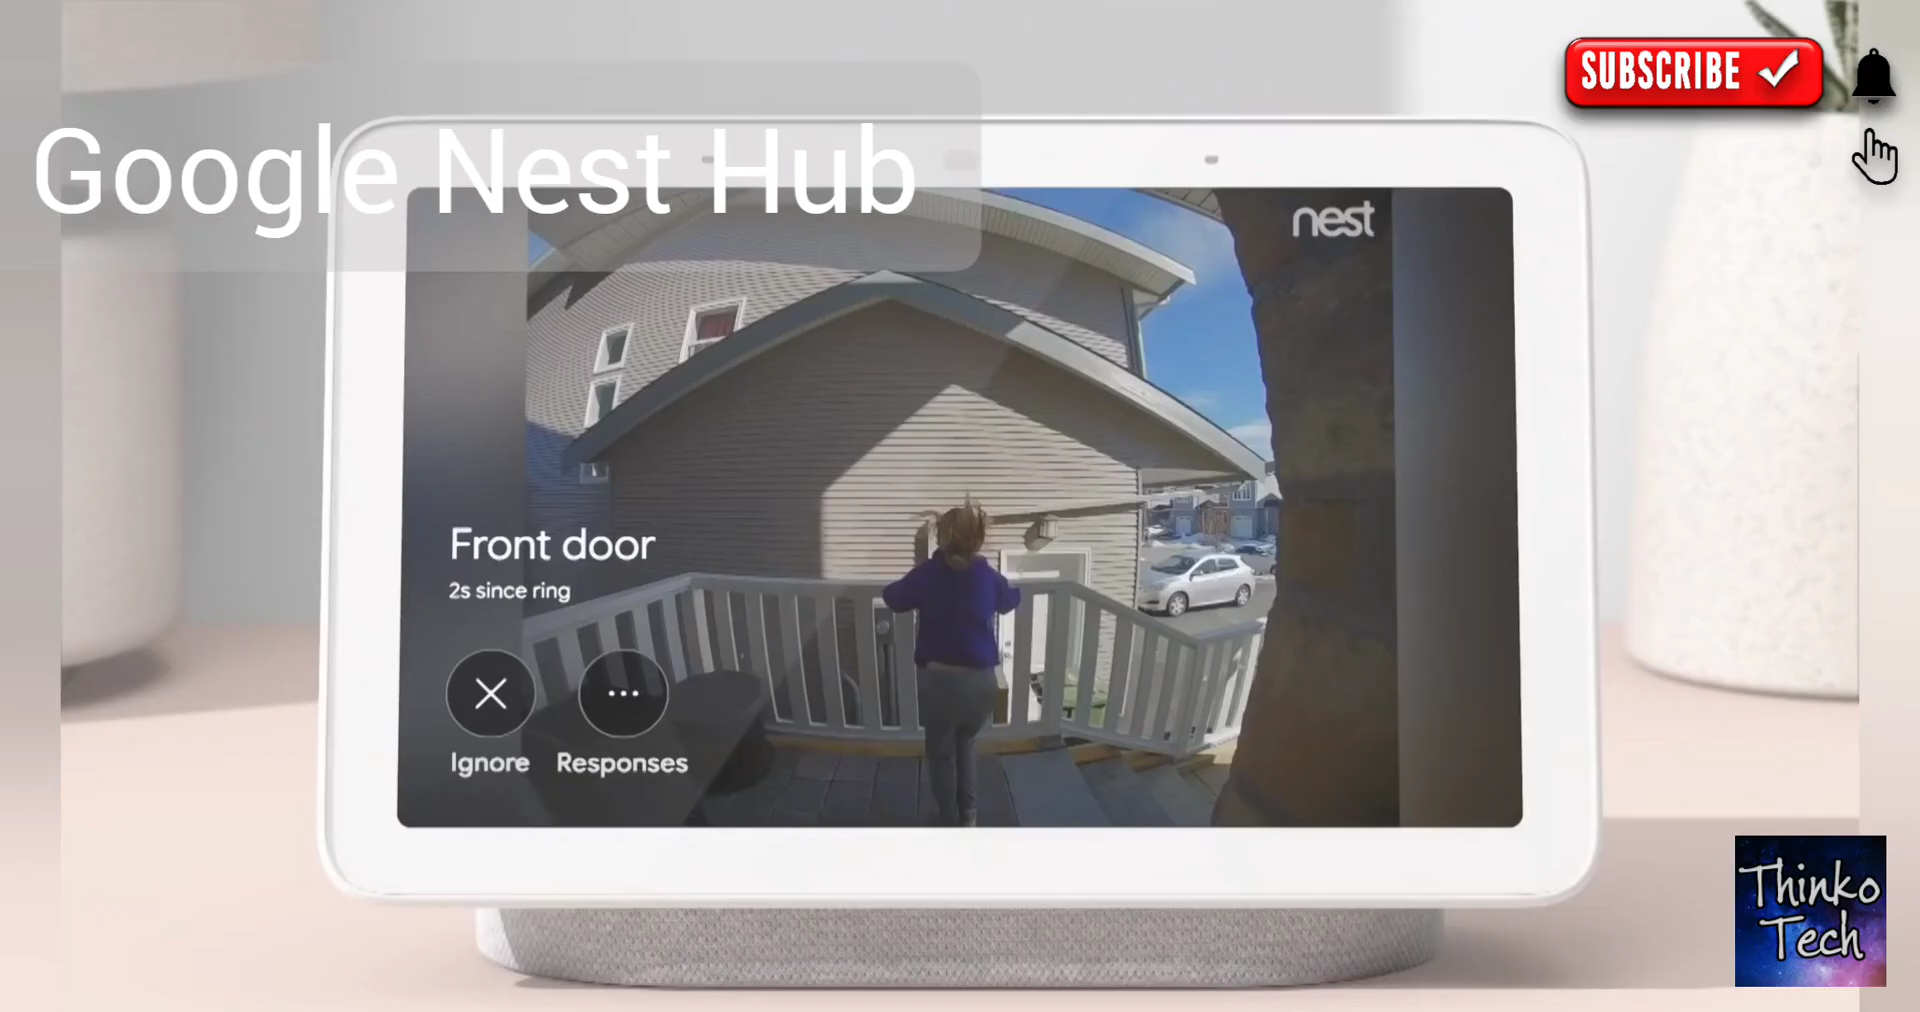 SUBSCRIBE
Google Nest Hub
nest
Front door
2s since ring
Ignore
Responses
Thinko
Tech